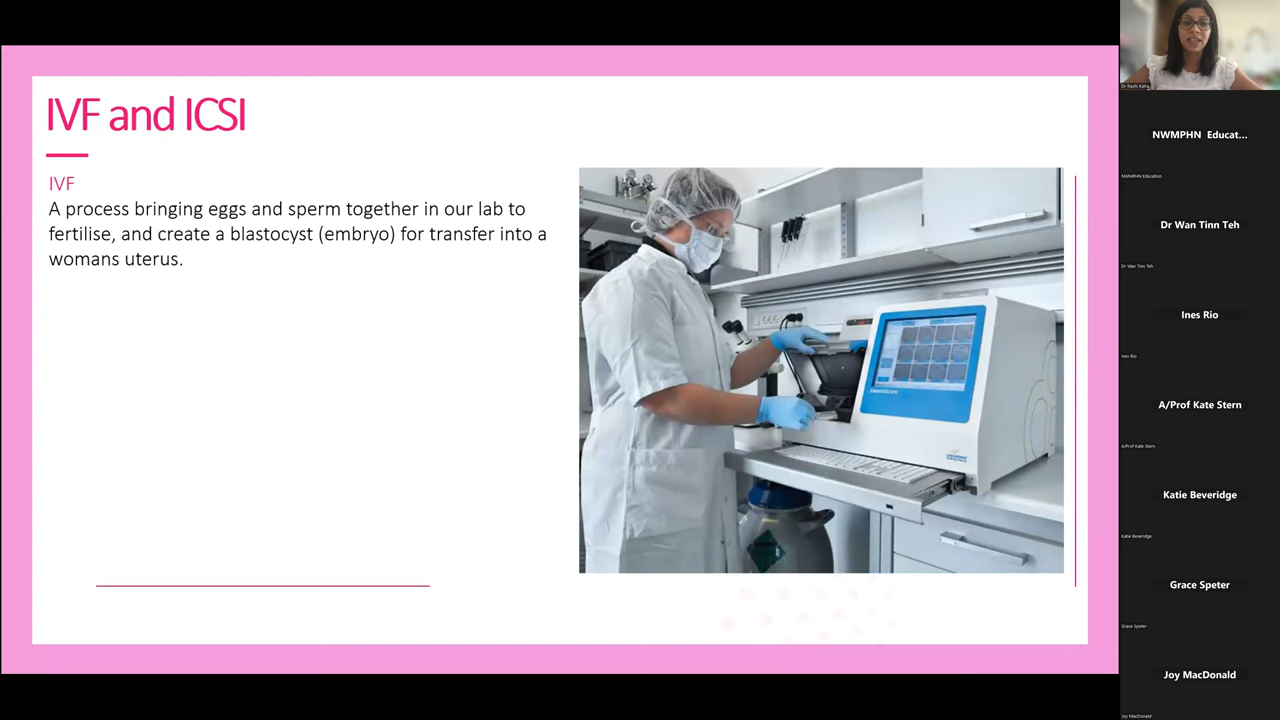 IVF and ICSI
IVF
A process bringing eggs and sperm together in our lab to
fertilise, and create a blastocyst (embryo) for transfer into a
womans uterus.
NWMPHN Educat...
NWMPHN Education
Dr Wan Tinn Teh
Dr Wan Tinn Teh
Ines Rio
Ines Rio
A/Prof Kate Stern
A/Prof Kate Stern
Katie Beveridge
Katie Beveridge
Grace Speter
Grace Speter
Joy MacDonald
Joy MacDonald